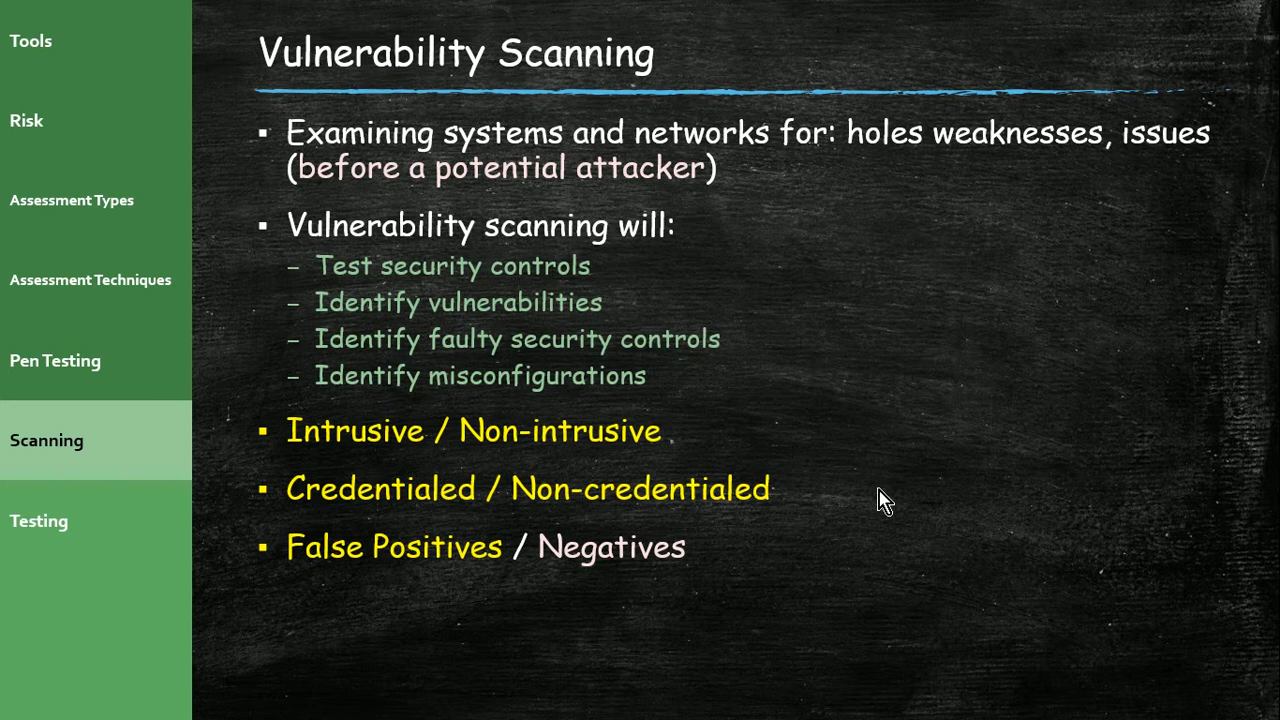 Tools
Risk
Assessment Types
Assessment Techniques
Pen Testing
Scanning
Testing
Vulnerability Scanning
▪ Examining systems and networks for: holes weaknesses, issues
(before a potential attacker)
▪ Vulnerability scanning will:
– Test security controls
– Identify vulnerabilities
– Identify faulty security controls
– Identify misconfigurations
▪ Intrusive / Non-intrusive
▪ Credentialed / Non-credentialed
▪ False Positives / Negatives